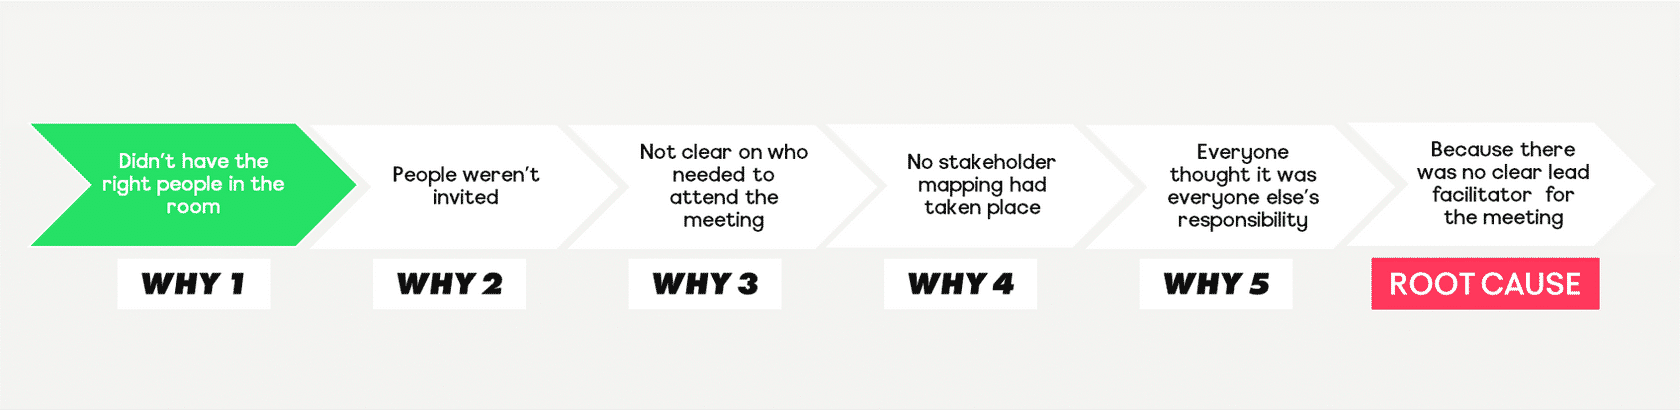 Didn't have the
right people in the
room
People weren't
invited
Not clear on who
needed to
attend the
meeting
No stakeholder
mapping had
taken place
Everyone
thought it was
everyone else's
responsibility
Because there
was no clear lead
facilitator for
the meeting
WHY 1
WHY 2
WHY 3
WHY 4
WHY 5
ROOT CAUSE